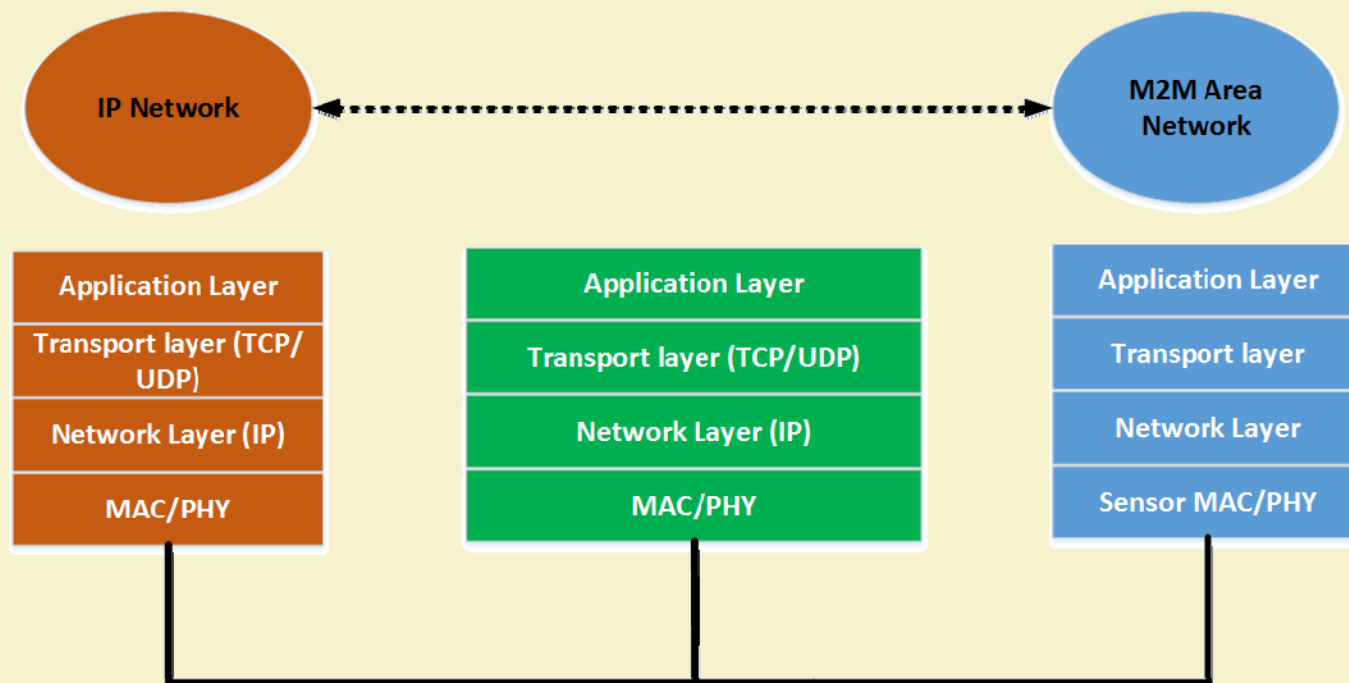 IP Network
M2M Area
Network
Application Layer
Transport layer (TCP/
UDP)
Network Layer (IP)
MAC/PHY
Application Layer
Transport layer (TCP/UDP)
Network Layer (IP)
MAC/PHY
Application Layer
Transport layer
Network Layer
Sensor MAC/PHY